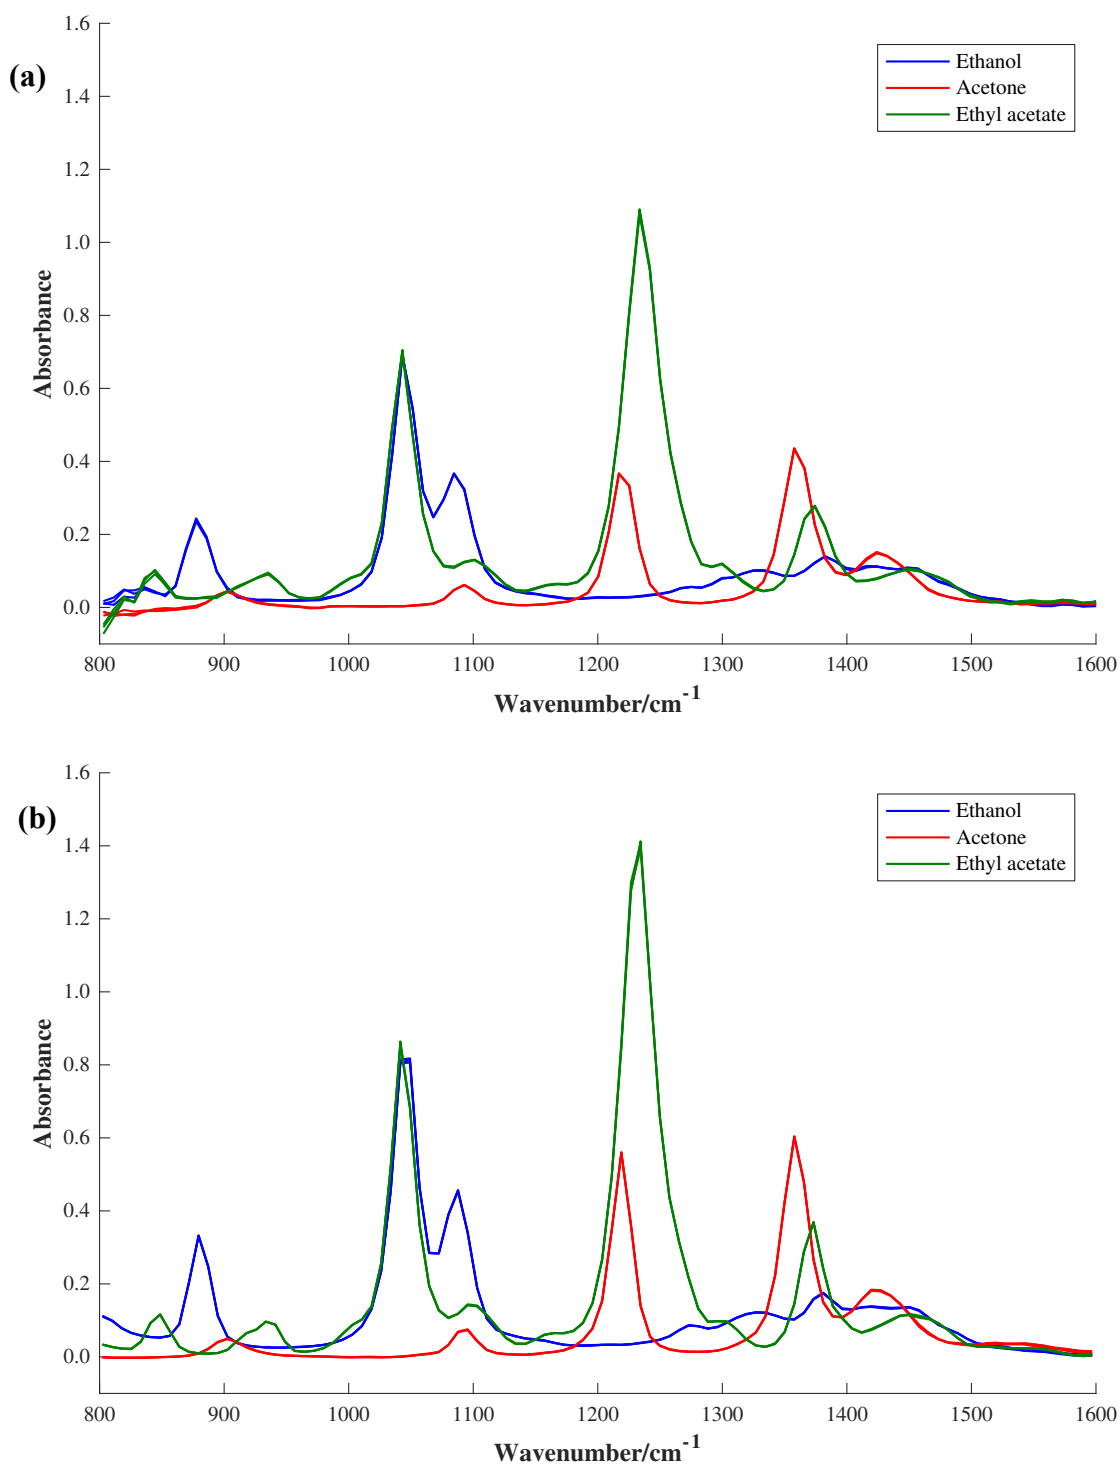 (a)
1.6
1.4
1.2
1.0
0.8
0.6
0.4
0.2
0.0
Absorbance
Ethanol
Acetone
Ethyl acetate
800 900 1000 1100 1200 1300 1400 1500 1600
Wavenumber/cm⁻¹
(b)
1.6
1.4
1.2
1.0
0.8
0.6
0.4
0.2
0.0
Absorbance
Ethanol
Acetone
Ethyl acetate
800 900 1000 1100 1200 1300 1400 1500 1600
Wavenumber/cm⁻¹